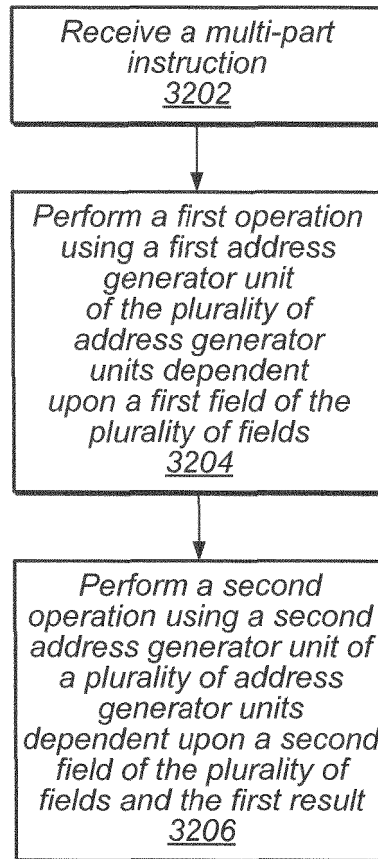 Receive a multi-part
instruction
3202
Perform a first operation
using a first address
generator unit
of the plurality of
address generator
units dependent
upon a first field of the
plurality of fields
3204
Perform a second
operation using a second
address generator unit of
a plurality of address
generator units
dependent upon a second
field of the plurality of
fields and the first result
3206